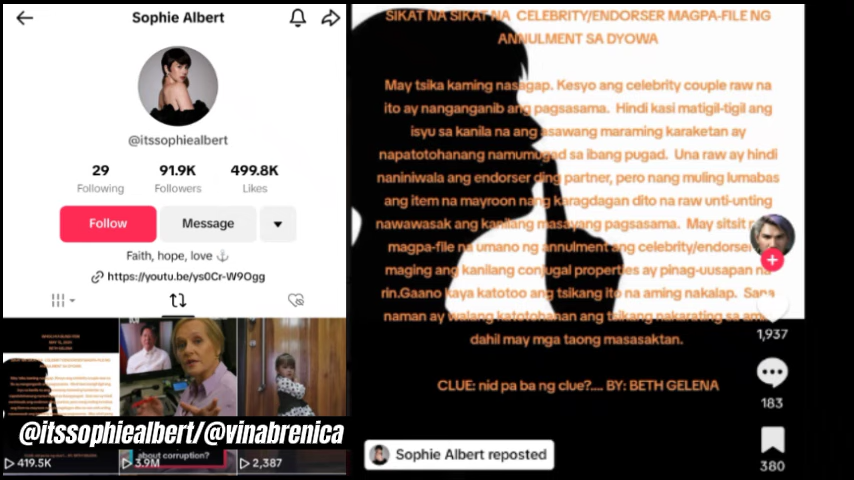 Sophie Albert
@itssophiealbert
29
Following
91.9K
Followers
499.8K
Likes
Follow
Message
Faith, hope, love ⚓
https://youtu.be/ys0Cr-W9Ogg
about corruption?
@itssophiealbert/@vinabrenica
419.5K
3.9M
2,387
SIKAT NA SIKAT NA CELEBRITY/ENDORSER MAGPA-FILE NG
ANNULMENT SA DYOWA
May tsika kaming nasagap. Kesyo ang celebrity couple raw na
ito ay nanganganib ang pagsasama. Hindi kasi matigil-tigil ang
isyu sa kanila na ang asawang maraming karaketan ay
napatotohanang namumugad sa ibang pugad. Una raw ay hindi
naniniwala ang endorser ding partner, pero nang muling lumabas
ang item na mayroon nang karagdagan dito na raw unti-unting
nawawasak ang kanilang masayang pagsasama. May sitsit
magpa-file na umano ng annulment ang celebrity/endorser
maging ang kanilang conjugal properties ay pinag-uusapan na
rin.Gaano kaya katotoo ang tsikang ito na aming nakalap. Sana
naman ay walang katotohanan ang tsikang nakarating sa
dahil may mga taong masasaktan.
CLUE: nid pa ba ng clue?.... BY: BETH GELENA
1,937
183
380
Sophie Albert reposted